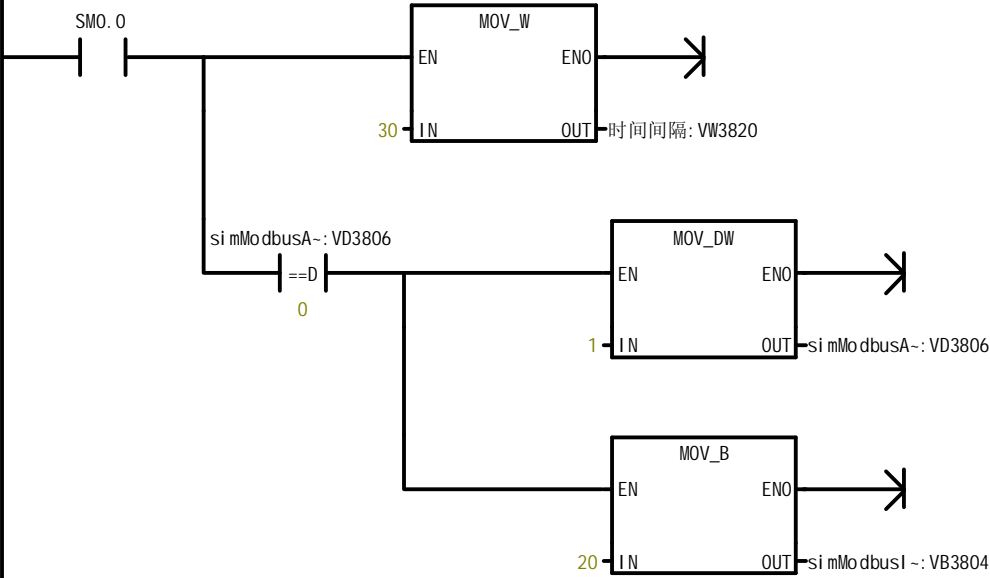 SM0.0
MOV_W
EN
ENO
30
IN
OUT
时间间隔:VW3820
simModbusA~:VD3806
==D
0
MOV_DW
EN
ENO
1
IN
OUT
simModbusA~:VD3806
MOV_B
EN
ENO
20
IN
OUT
simModbusI~:VB3804